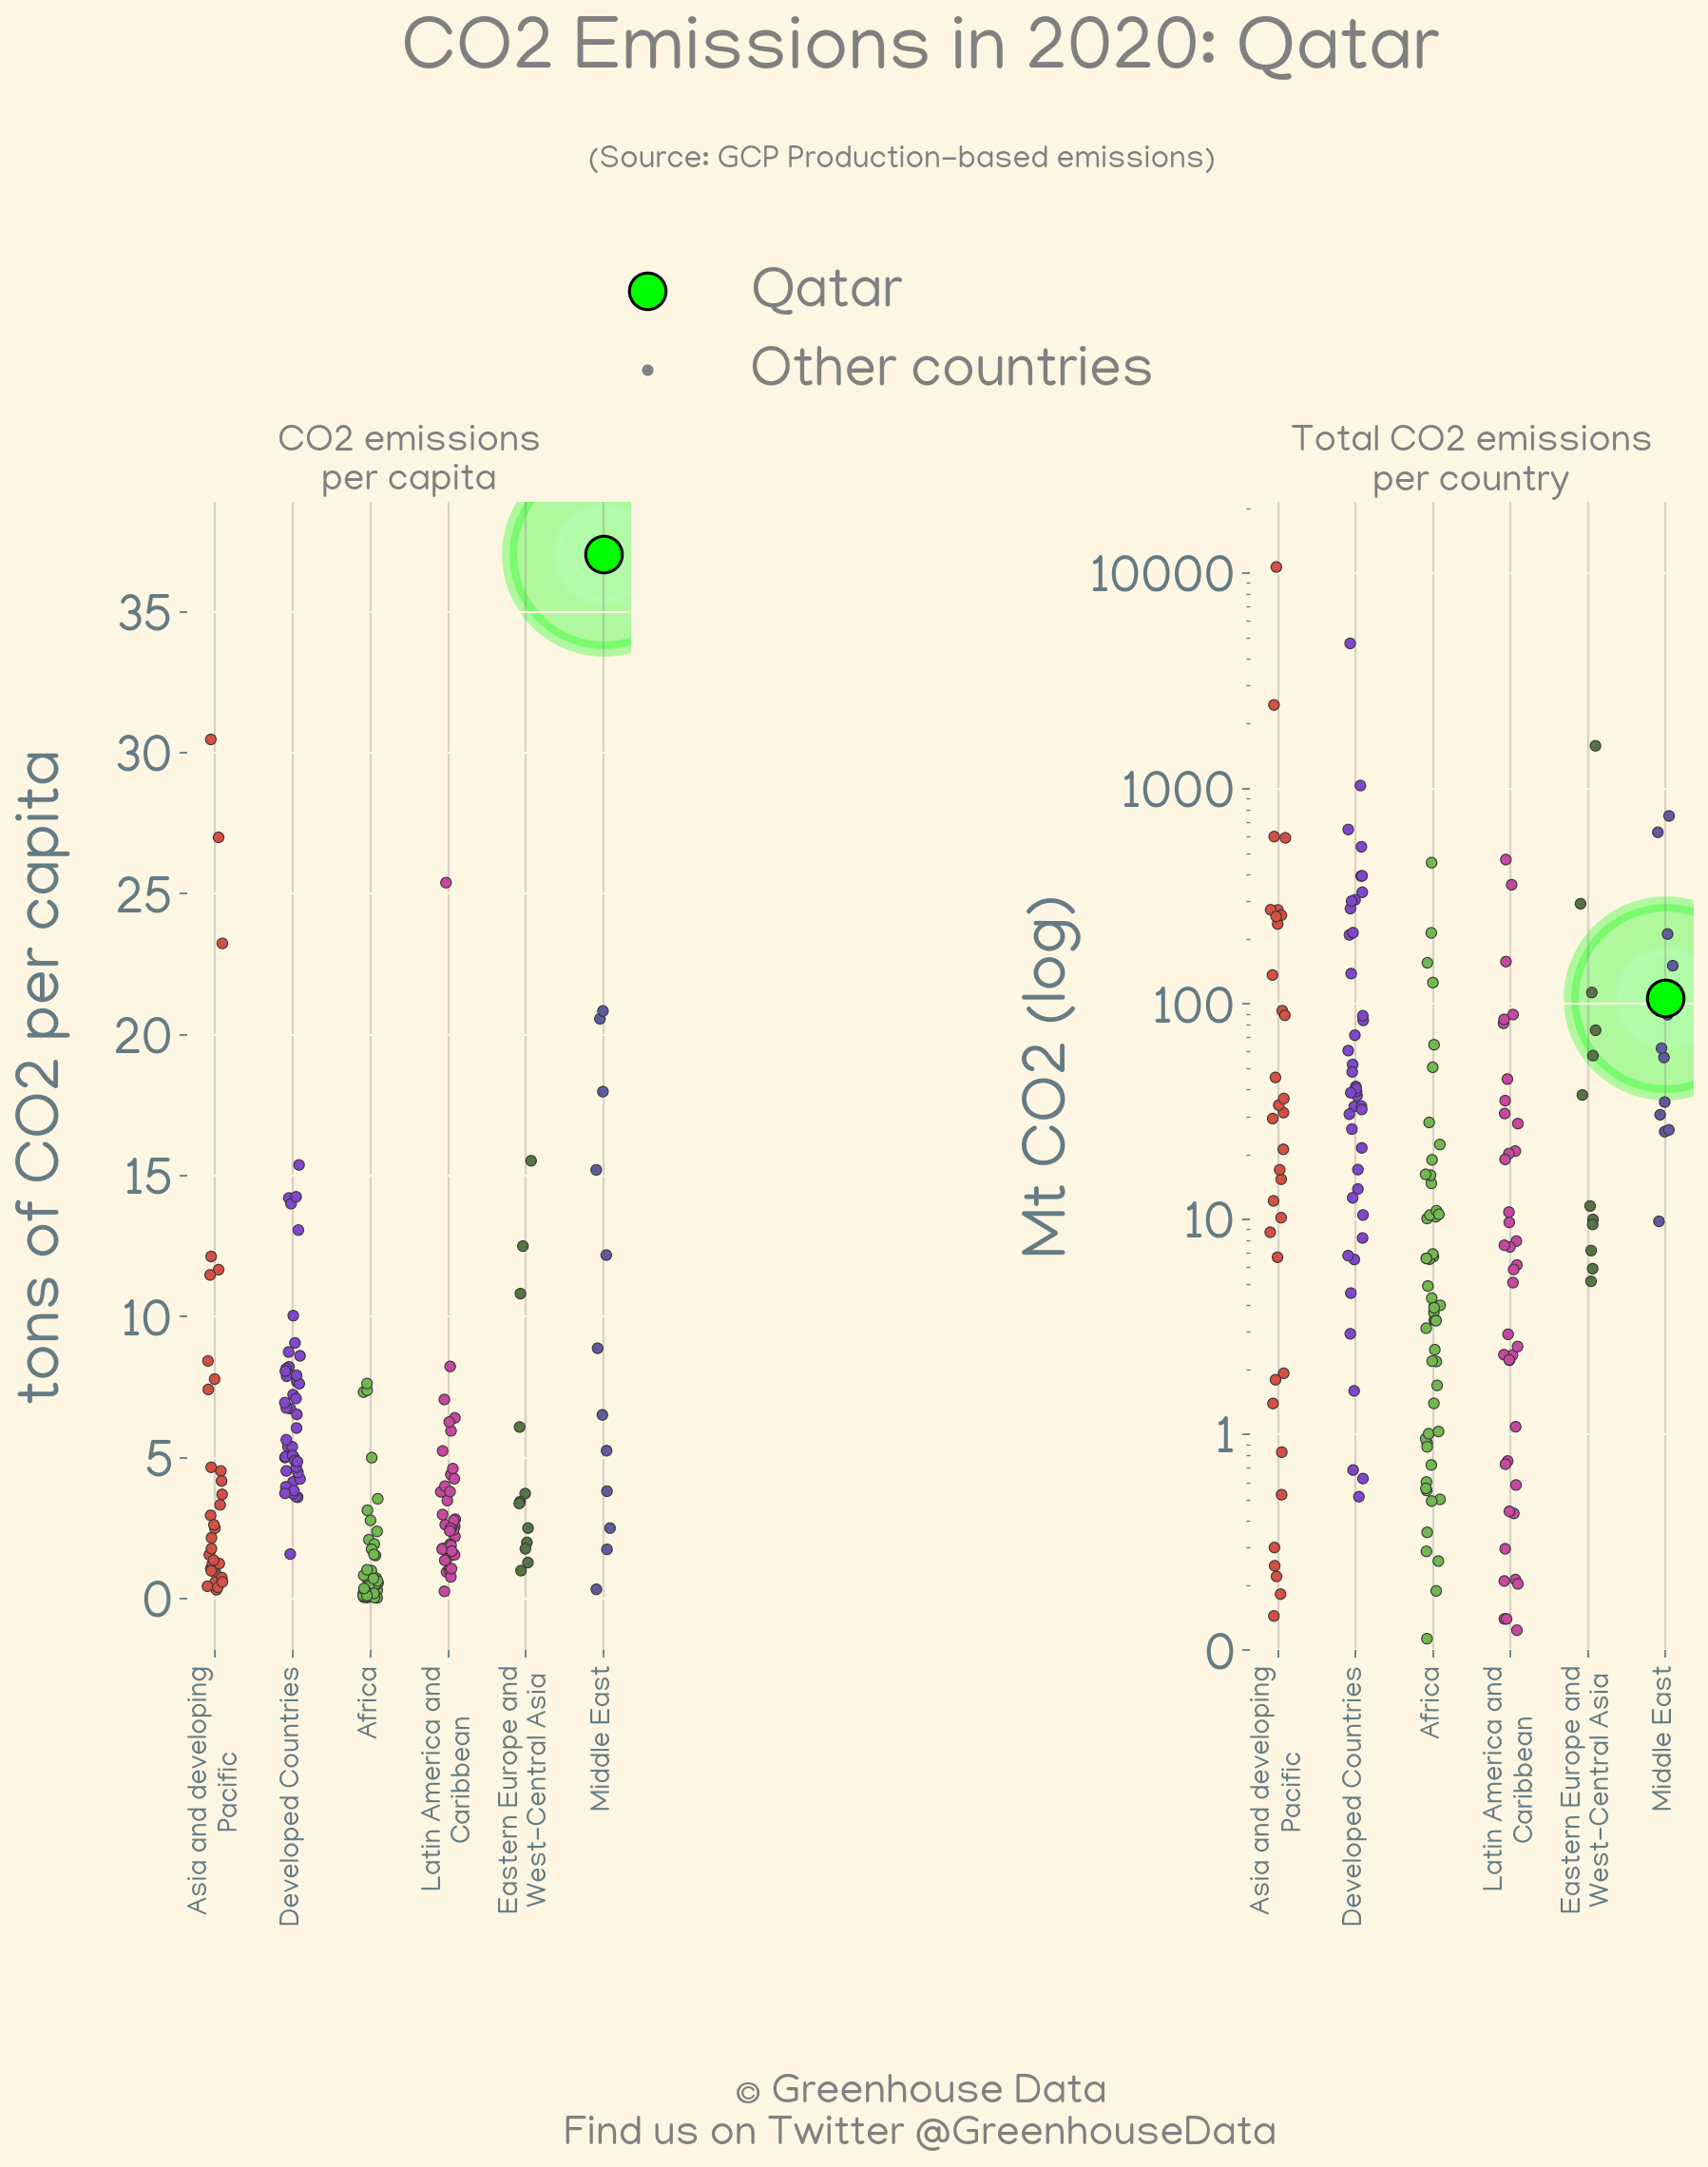 CO2 Emissions in 2020: Qatar
(Source: GCP Production-based emissions)
Qatar
Other countries
CO2 emissions
per capita
tons of CO2 per capita
35
30
25
20
15
10
5
0
Asia and developing
Pacific
Developed Countries
Africa
Latin America and
Caribbean
Eastern Europe and
West-Central Asia
Middle East
Total CO2 emissions
per country
Mt CO2 (log)
10000
1000
100
10
1
0
Asia and developing
Pacific
Developed Countries
Africa
Latin America and
Caribbean
Eastern Europe and
West-Central Asia
Middle East
© Greenhouse Data
Find us on Twitter @GreenhouseData